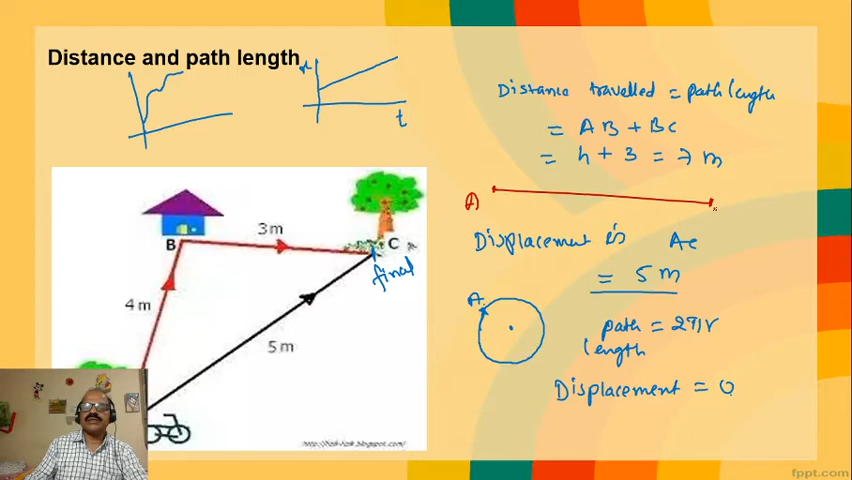 Distance and path length
x
t
Distance travelled = path length
= AB + BC
= 4 + 3 = 7 m
A
Displacement is AC
= 5 m
A
path = 2πr
length
Displacement = 0
B
3m
C
final
4 m
5 m
fppt.com